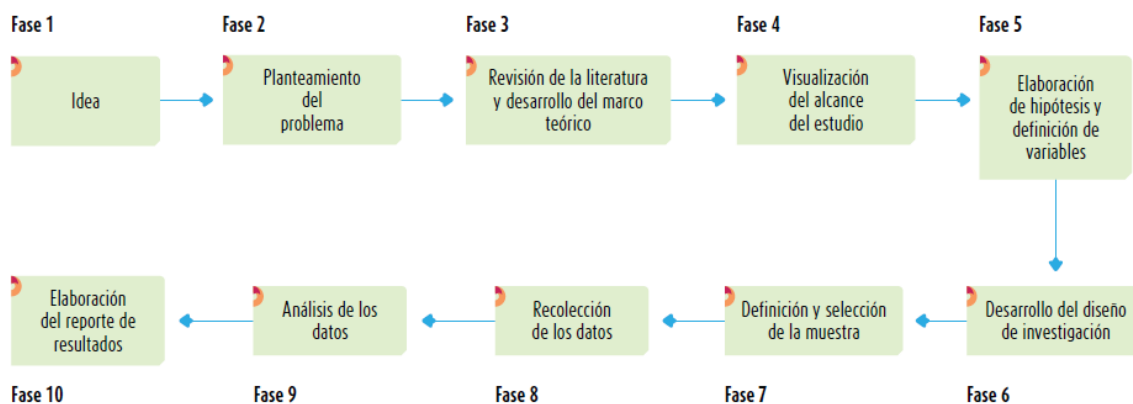 Fase 1
Idea
Fase 2
Planteamiento
del
problema
Fase 3
Revisión de la literatura
y desarrollo del marco
teórico
Fase 4
Visualización
del alcance
del estudio
Fase 5
Elaboración
de hipótesis y
definición de
variables
Desarrollo del diseño
de investigación
Fase 6
Definición y selección
de la muestra
Fase 7
Recolección
de los datos
Fase 8
Análisis de los
datos
Fase 9
Elaboración
del reporte de
resultados
Fase 10